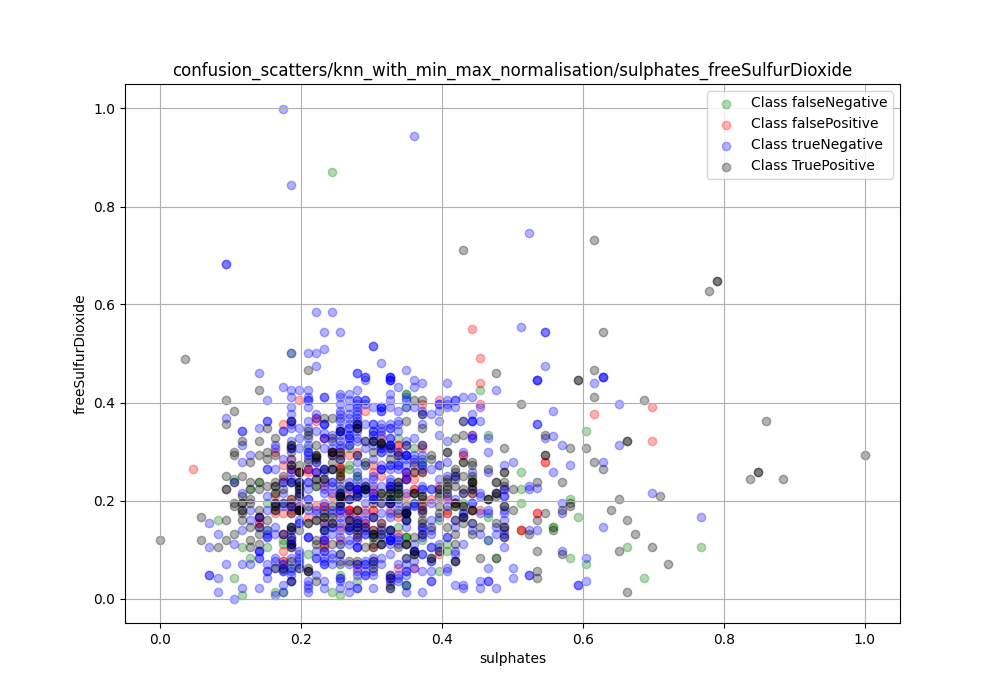 confusion_scatters/knn_with_min_max_normalisation/sulphates_freeSulfurDioxide
Class falseNegative
Class falsePositive
Class trueNegative
Class TruePositive
1.0
0.8
0.6
0.4
0.2
0.0
freeSulfurDioxide
0.0 0.2 0.4 0.6 0.8 1.0
sulphates